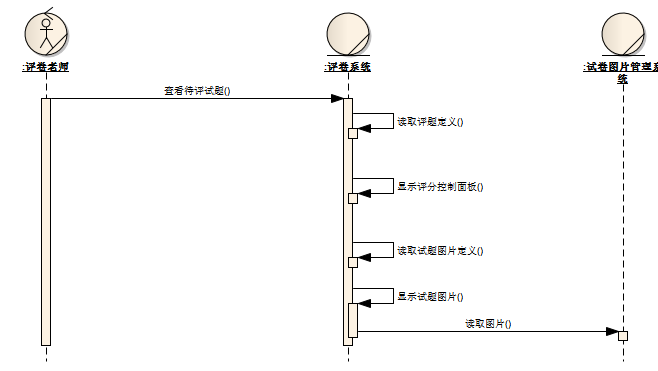 :评卷老师
:评卷系统
:试卷图片管理系
统
查看待评试题()
读取评题定义()
显示评分控制面板()
读取试题图片定义()
显示试题图片()
读取图片()